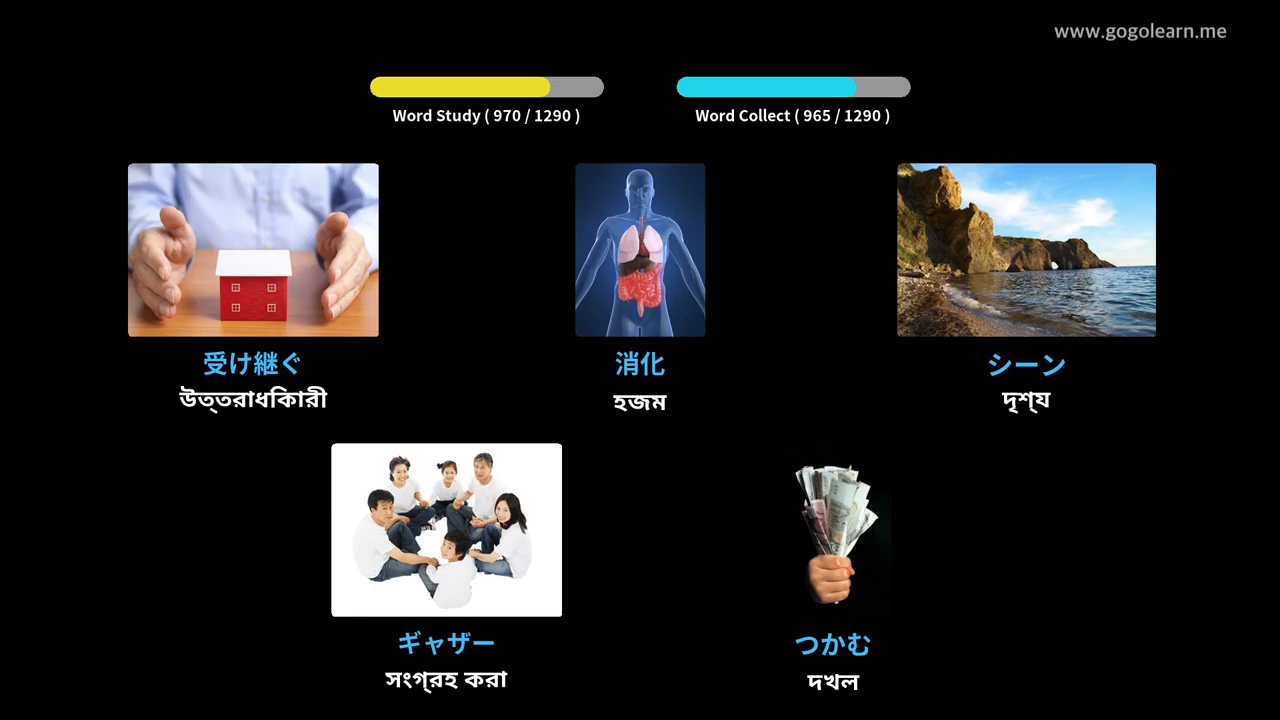 www.gogolearn.me
Word Study ( 970 / 1290 )
Word Collect ( 965 / 1290 )
受け継ぐ
উত্তরাধিকারী
消化
হজম
シーン
দৃশ্য
ギャザー
সংগ্রহ করা
つかむ
দখল